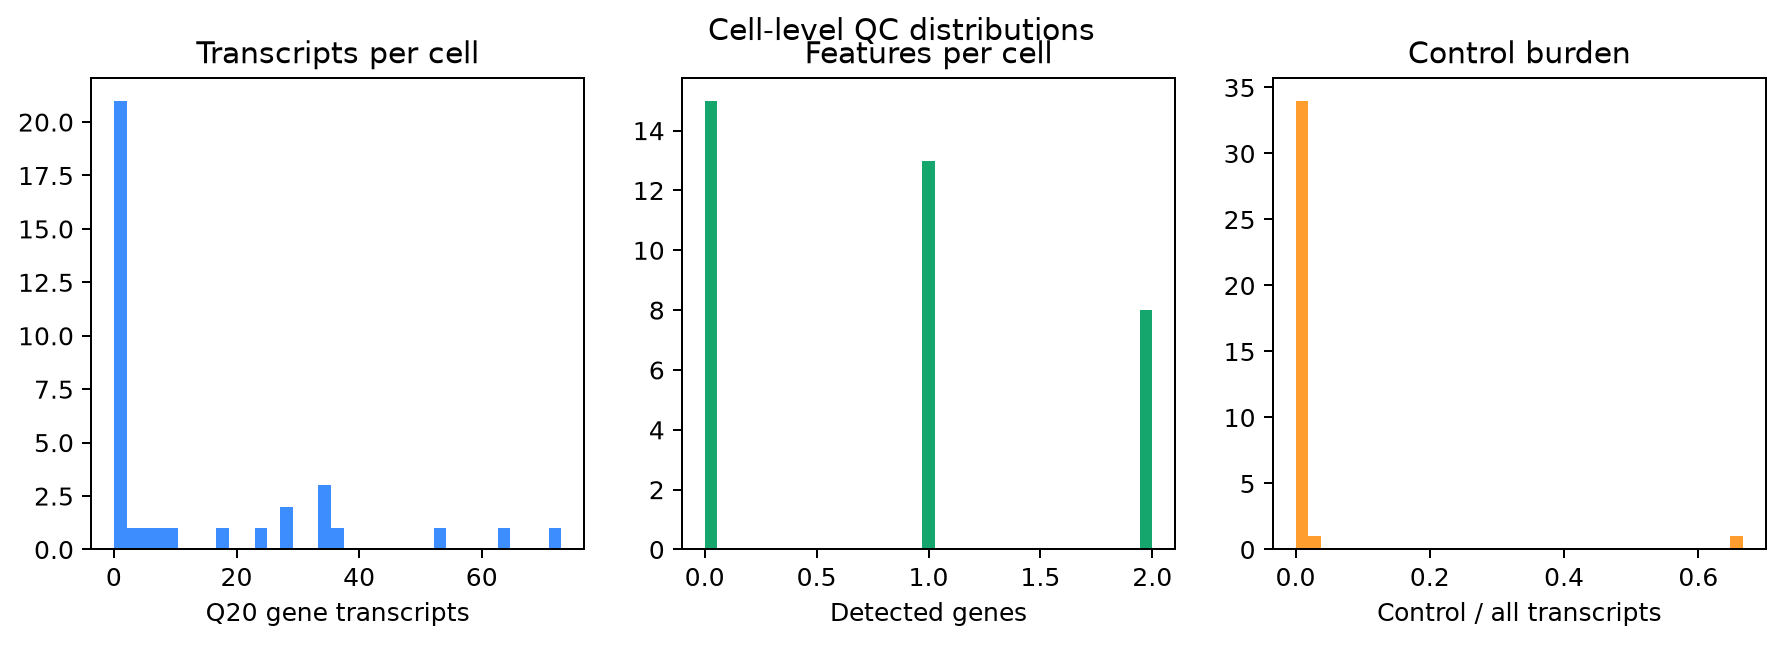 Cell-level QC distributions
Transcripts per cell
20.0
17.5
15.0
12.5
10.0
7.5
5.0
2.5
0.0
0 20 40 60
Q20 gene transcripts
Features per cell
14
12
10
8
6
4
2
0
0.0 0.5 1.0 1.5 2.0
Detected genes
Control burden
35
30
25
20
15
10
5
0
0.0 0.2 0.4 0.6
Control / all transcripts